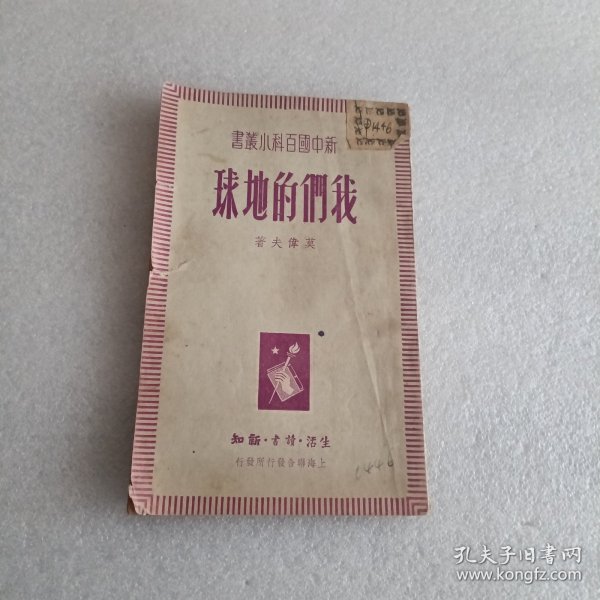 新中國百科小叢書
我們的地球
莫偉夫著
生活·讀書·新知
上海聯合發行所發行
1446
1446
孔夫子旧书网
www.kongfz.com